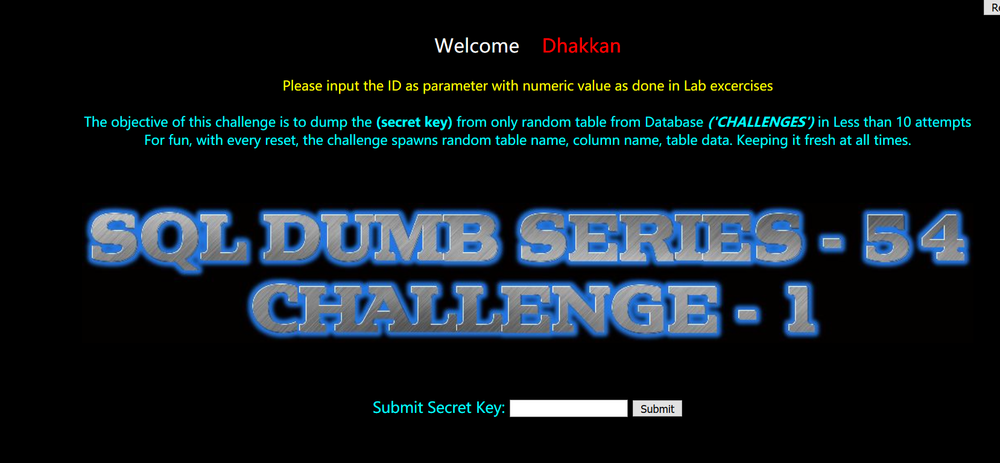 Welcome Dhakkan
Please input the ID as parameter with numeric value as done in Lab excercises
The objective of this challenge is to dump the (secret key) from only random table from Database ('CHALLENGES') in Less than 10 attempts
For fun, with every reset, the challenge spawns random table name, column name, table data. Keeping it fresh at all times.
SQL DUMB SERIES - 54
CHALLENGE - 1
Submit Secret Key: Submit